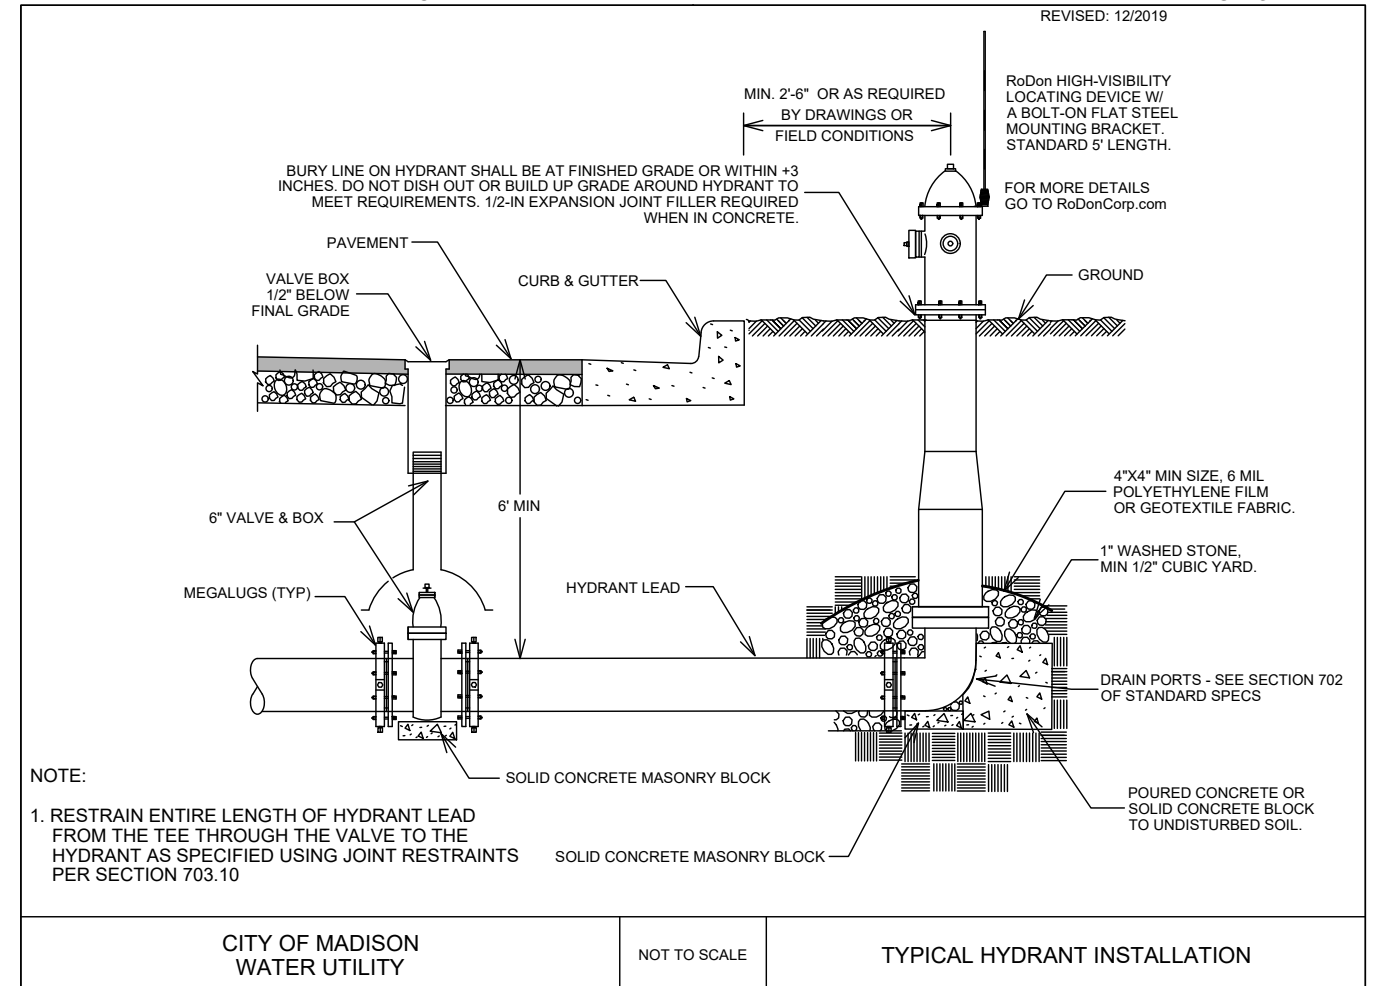 REVISED: 12/2019
RoDon HIGH-VISIBILITY
LOCATING DEVICE W/
A BOLT-ON FLAT STEEL
MOUNTING BRACKET.
STANDARD 5' LENGTH.
FOR MORE DETAILS
GO TO RoDonCorp.com
MIN. 2'-6" OR AS REQUIRED
BY DRAWINGS OR
FIELD CONDITIONS
BURY LINE ON HYDRANT SHALL BE AT FINISHED GRADE OR WITHIN +3
INCHES. DO NOT DISH OUT OR BUILD UP GRADE AROUND HYDRANT TO
MEET REQUIREMENTS. 1/2-IN EXPANSION JOINT FILLER REQUIRED
WHEN IN CONCRETE.
PAVEMENT
VALVE BOX
1/2" BELOW
FINAL GRADE
CURB & GUTTER
GROUND
6" VALVE & BOX
6' MIN
4"X4" MIN SIZE, 6 MIL
POLYETHYLENE FILM
OR GEOTEXTILE FABRIC.
1" WASHED STONE,
MIN 1/2" CUBIC YARD.
MEGALUGS (TYP)
HYDRANT LEAD
DRAIN PORTS - SEE SECTION 702
OF STANDARD SPECS
SOLID CONCRETE MASONRY BLOCK
POURED CONCRETE OR
SOLID CONCRETE BLOCK
TO UNDISTURBED SOIL.
SOLID CONCRETE MASONRY BLOCK
NOTE:
1. RESTRAIN ENTIRE LENGTH OF HYDRANT LEAD
FROM THE TEE THROUGH THE VALVE TO THE
HYDRANT AS SPECIFIED USING JOINT RESTRAINTS
PER SECTION 703.10
CITY OF MADISON
WATER UTILITY
NOT TO SCALE
TYPICAL HYDRANT INSTALLATION